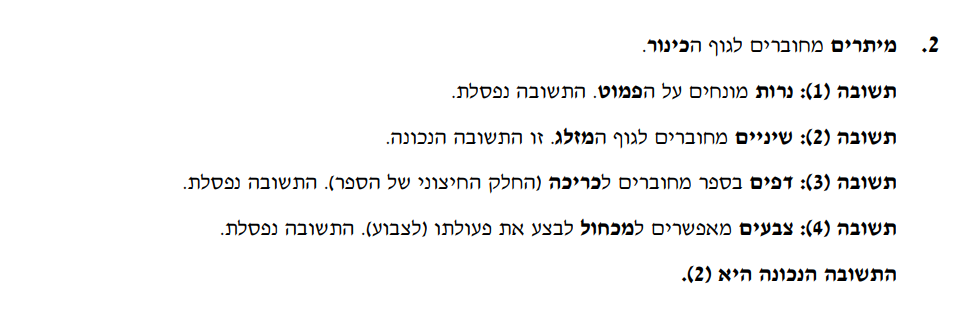 2. מיתרים מחוברים לגוף הכינור.
תשובה (1): נרות מונחים על הפמוט. התשובה נפסלת.
תשובה (2): שיניים מחוברים לגוף המזלג. זו התשובה הנכונה.
תשובה (3): דפים בספר מחוברים לכריכה (החלק החיצוני של הספר). התשובה נפסלת.
תשובה (4): צבעים מאפשרים למכחול לבצע את פעולתו (לצבוע). התשובה נפסלת.
התשובה הנכונה היא (2).